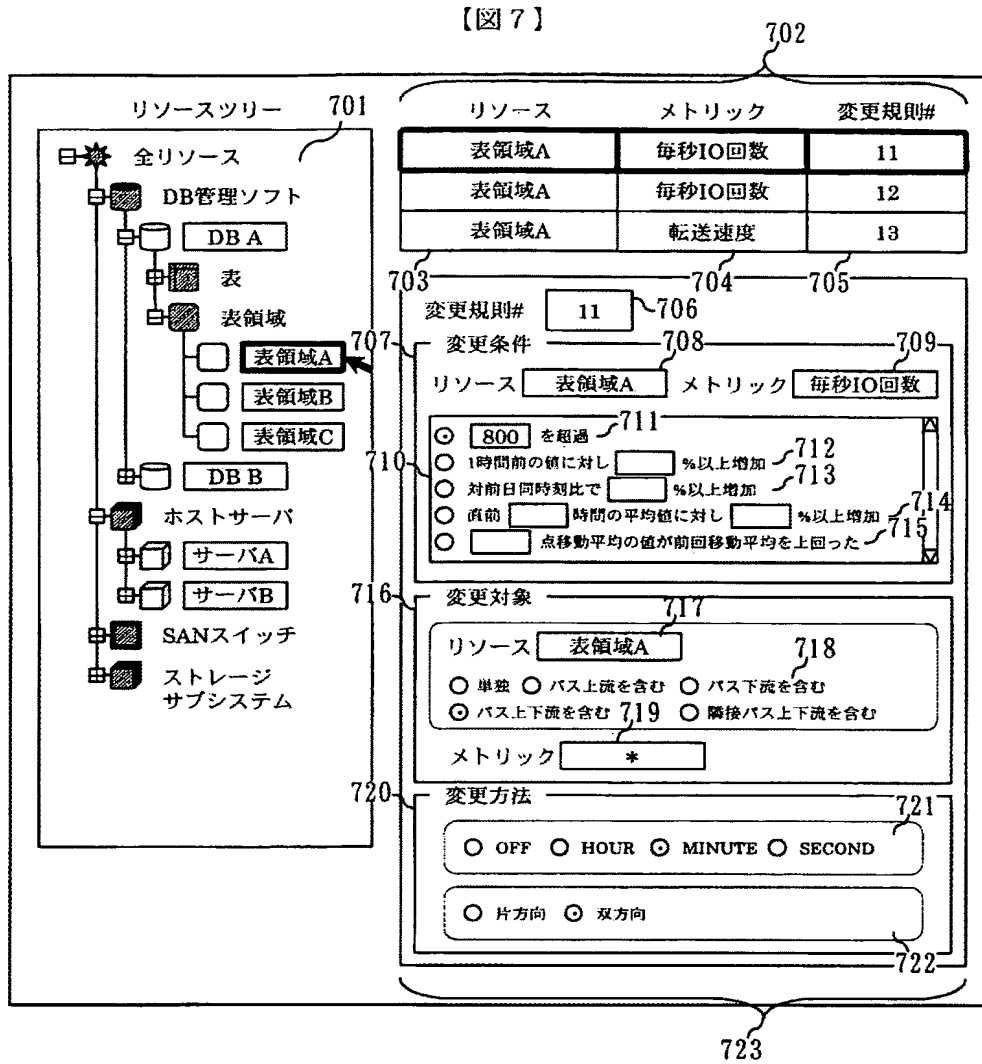 【図7】
702
リソースツリー 701
全リソース
DB管理ソフト
DB A
表
表領域
表領域A
表領域B
表領域C
DB B
ホストサーバ
サーバA
サーバB
SANスイッチ
ストレージ
サブシステム
リソース メトリック 変更規則#
表領域A 毎秒IO回数 11
表領域A 毎秒IO回数 12
表領域A 転送速度 13
703 704 705
変更規則# 11 706
707 変更条件 708 709
リソース 表領域A メトリック 毎秒IO回数
710
800 を超過 711
1時間前の値に対し %以上増加 712
対前日同時刻比で %以上増加 713
直前 時間の平均値に対し %以上増加 714
点移動平均の値が前回移動平均を上回った 715
716 変更対象 717
リソース 表領域A 718
単独 パス上流を含む パス下流を含む
パス上下流を含む 719 隣接パス上下流を含む
メトリック *
720 変更方法 721
OFF HOUR MINUTE SECOND
片方向 双方向
722
723